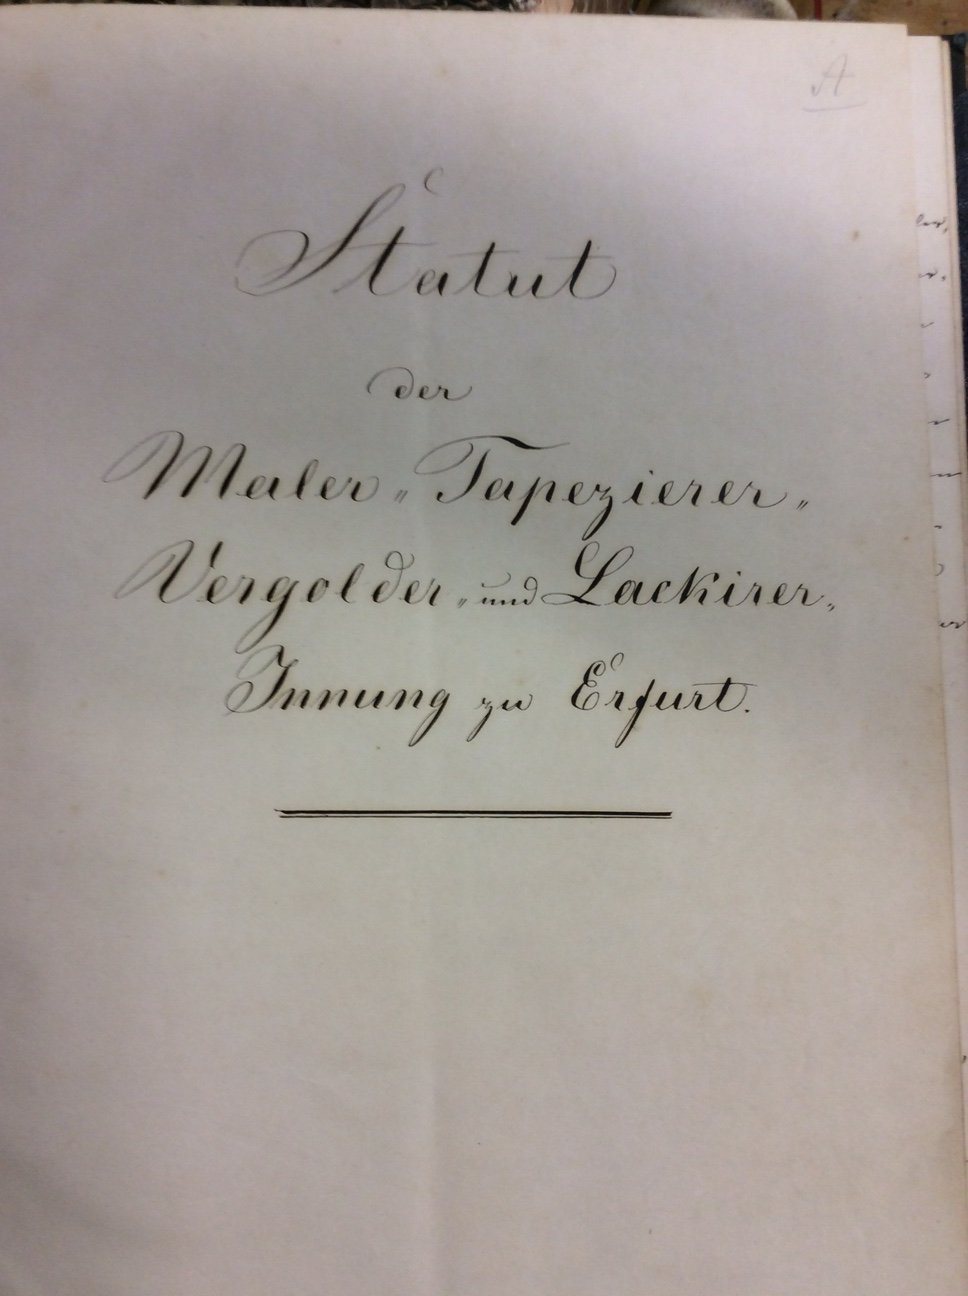 A
Statut
der
Maler= Tapezierer=
Vergolder= und Lackirer=
Innung zu Erfurt.